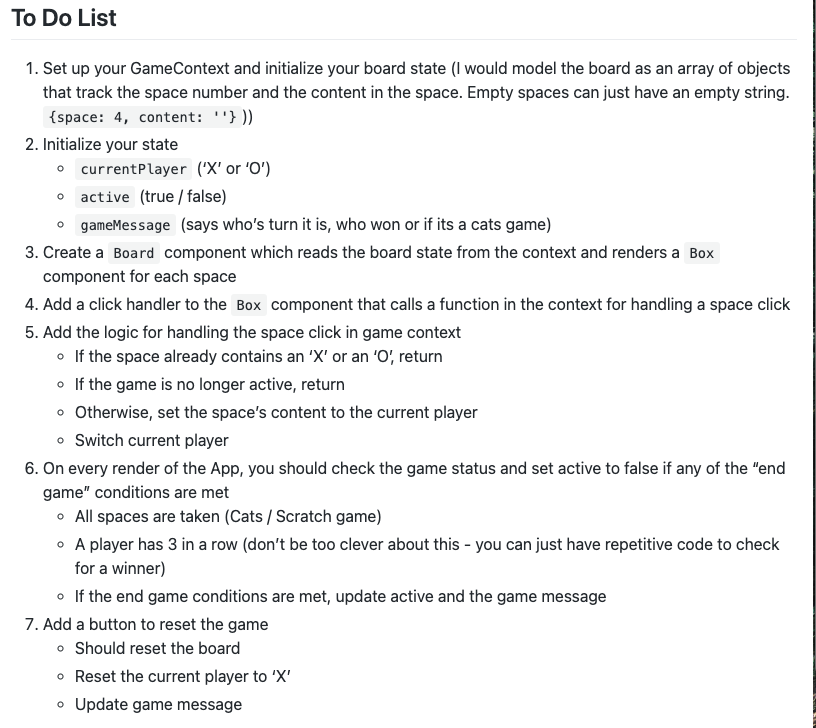 To Do List
1. Set up your GameContext and initialize your board state (I would model the board as an array of objects
that track the space number and the content in the space. Empty spaces can just have an empty string.
{space: 4, content: ''} ))
2. Initialize your state
◦ currentPlayer (‘X’ or ‘O’)
◦ active (true / false)
◦ gameMessage (says who’s turn it is, who won or if its a cats game)
3. Create a Board component which reads the board state from the context and renders a Box
component for each space
4. Add a click handler to the Box component that calls a function in the context for handling a space click
5. Add the logic for handling the space click in game context
◦ If the space already contains an ‘X’ or an ‘O’, return
◦ If the game is no longer active, return
◦ Otherwise, set the space’s content to the current player
◦ Switch current player
6. On every render of the App, you should check the game status and set active to false if any of the “end
game” conditions are met
◦ All spaces are taken (Cats / Scratch game)
◦ A player has 3 in a row (don’t be too clever about this - you can just have repetitive code to check
for a winner)
◦ If the end game conditions are met, update active and the game message
7. Add a button to reset the game
◦ Should reset the board
◦ Reset the current player to ‘X’
◦ Update game message